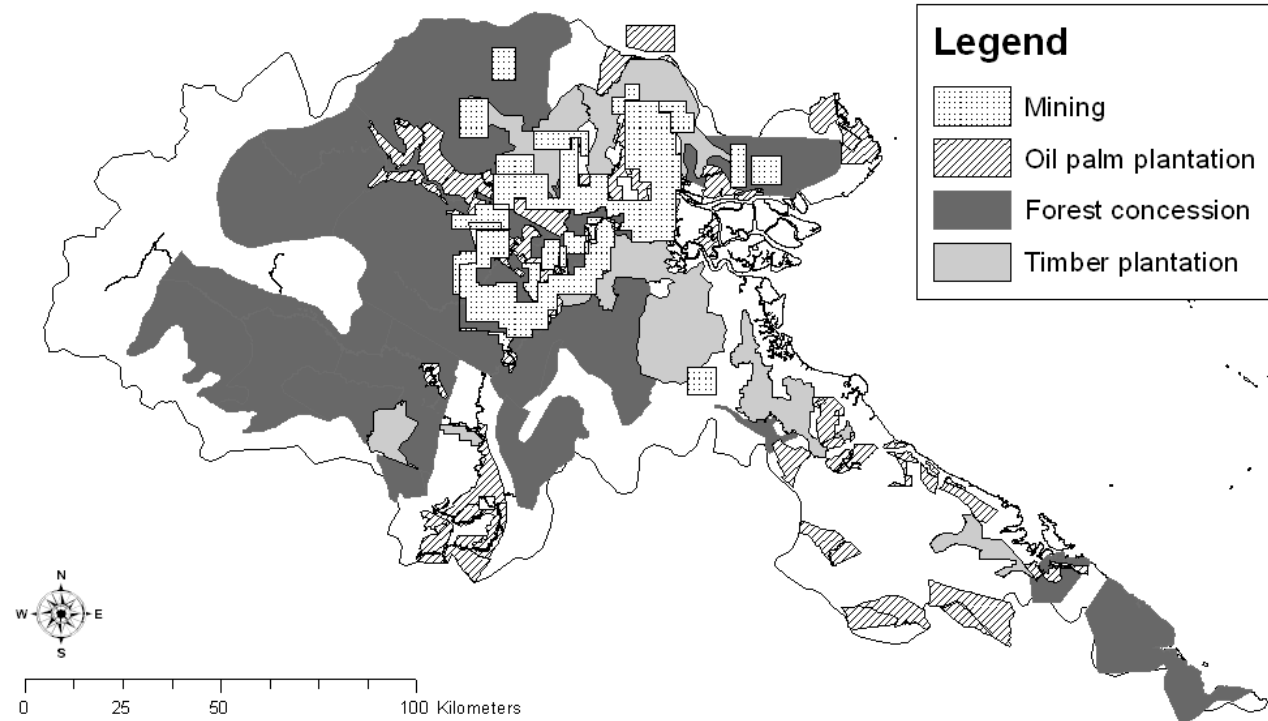 Legend
Mining
Oil palm plantation
Forest concession
Timber plantation
N
W E
S
0 25 50 100 Kilometers